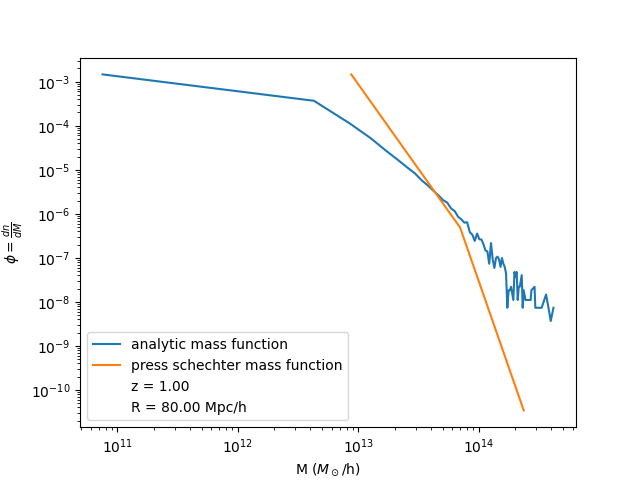 10⁻³
10⁻⁴
10⁻⁵
10⁻⁶
10⁻⁷
10⁻⁸
10⁻⁹
10⁻¹⁰
ϕ = dn/dM
analytic mass function
press schechter mass function
z = 1.00
R = 80.00 Mpc/h
10¹¹ 10¹² 10¹³ 10¹⁴
M (M⊙/h)